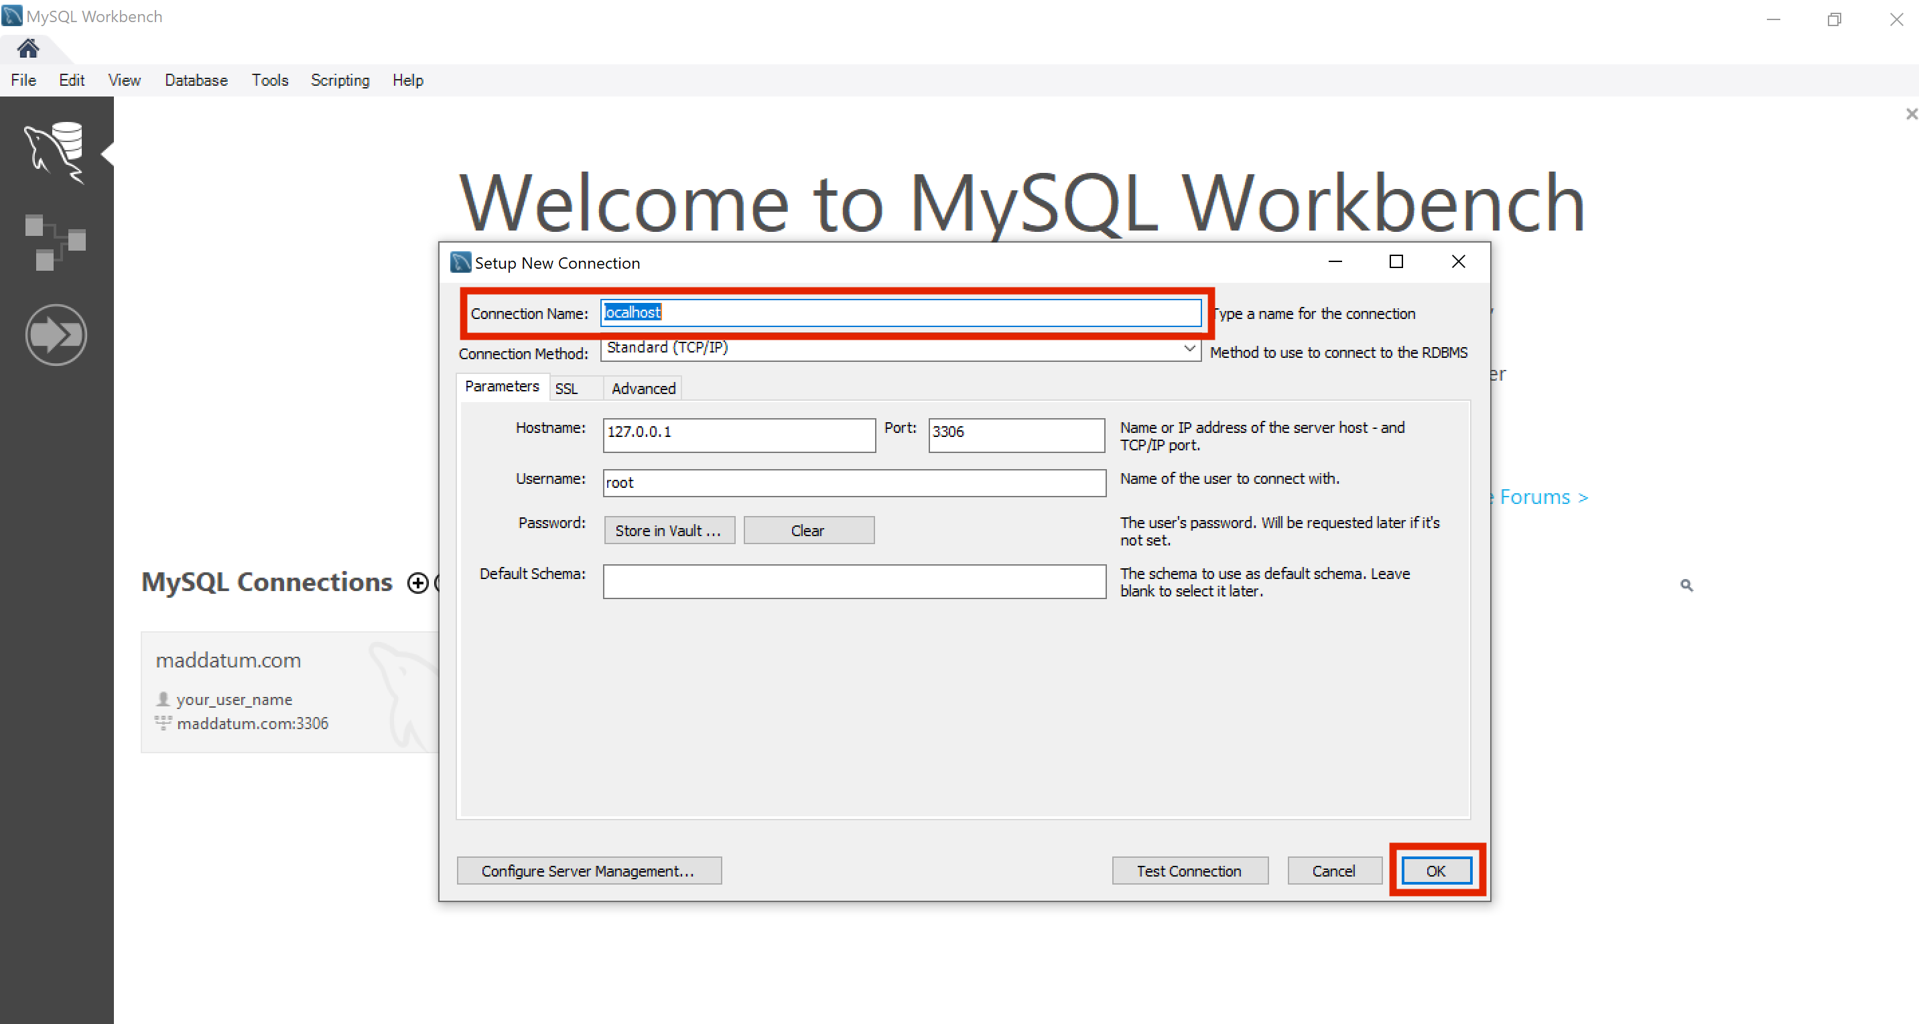 MySQL Workbench
File Edit View Database Tools Scripting Help
Welcome to MySQL Workbench
Setup New Connection
Connection Name: localhost Type a name for the connection
Connection Method: Standard (TCP/IP) Method to use to connect to the RDBMS
er
Parameters SSL Advanced
Hostname: 127.0.0.1 Port: 3306 Name or IP address of the server host - and
TCP/IP port.
Username: root Name of the user to connect with.
e Forums >
Password: Store in Vault ... Clear The user's password. Will be requested later if it's
not set.
Default Schema: The schema to use as default schema. Leave
blank to select it later.
MySQL Connections
maddatum.com
your_user_name
maddatum.com:3306
Configure Server Management... Test Connection Cancel OK